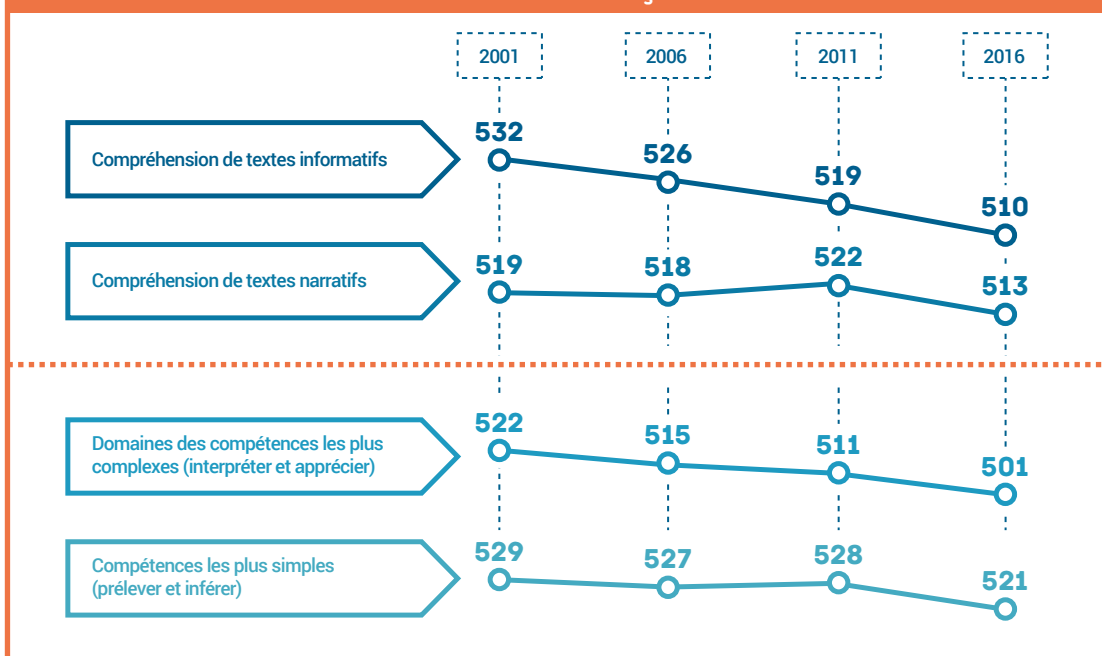 2001 2006 2011 2016
Compréhension de textes informatifs
532 526 519 510
Compréhension de textes narratifs
519 518 522 513
Domaines des compétences les plus
complexes (interpréter et apprécier)
522 515 511 501
Compétences les plus simples
(prélever et inférer)
529 527 528 521